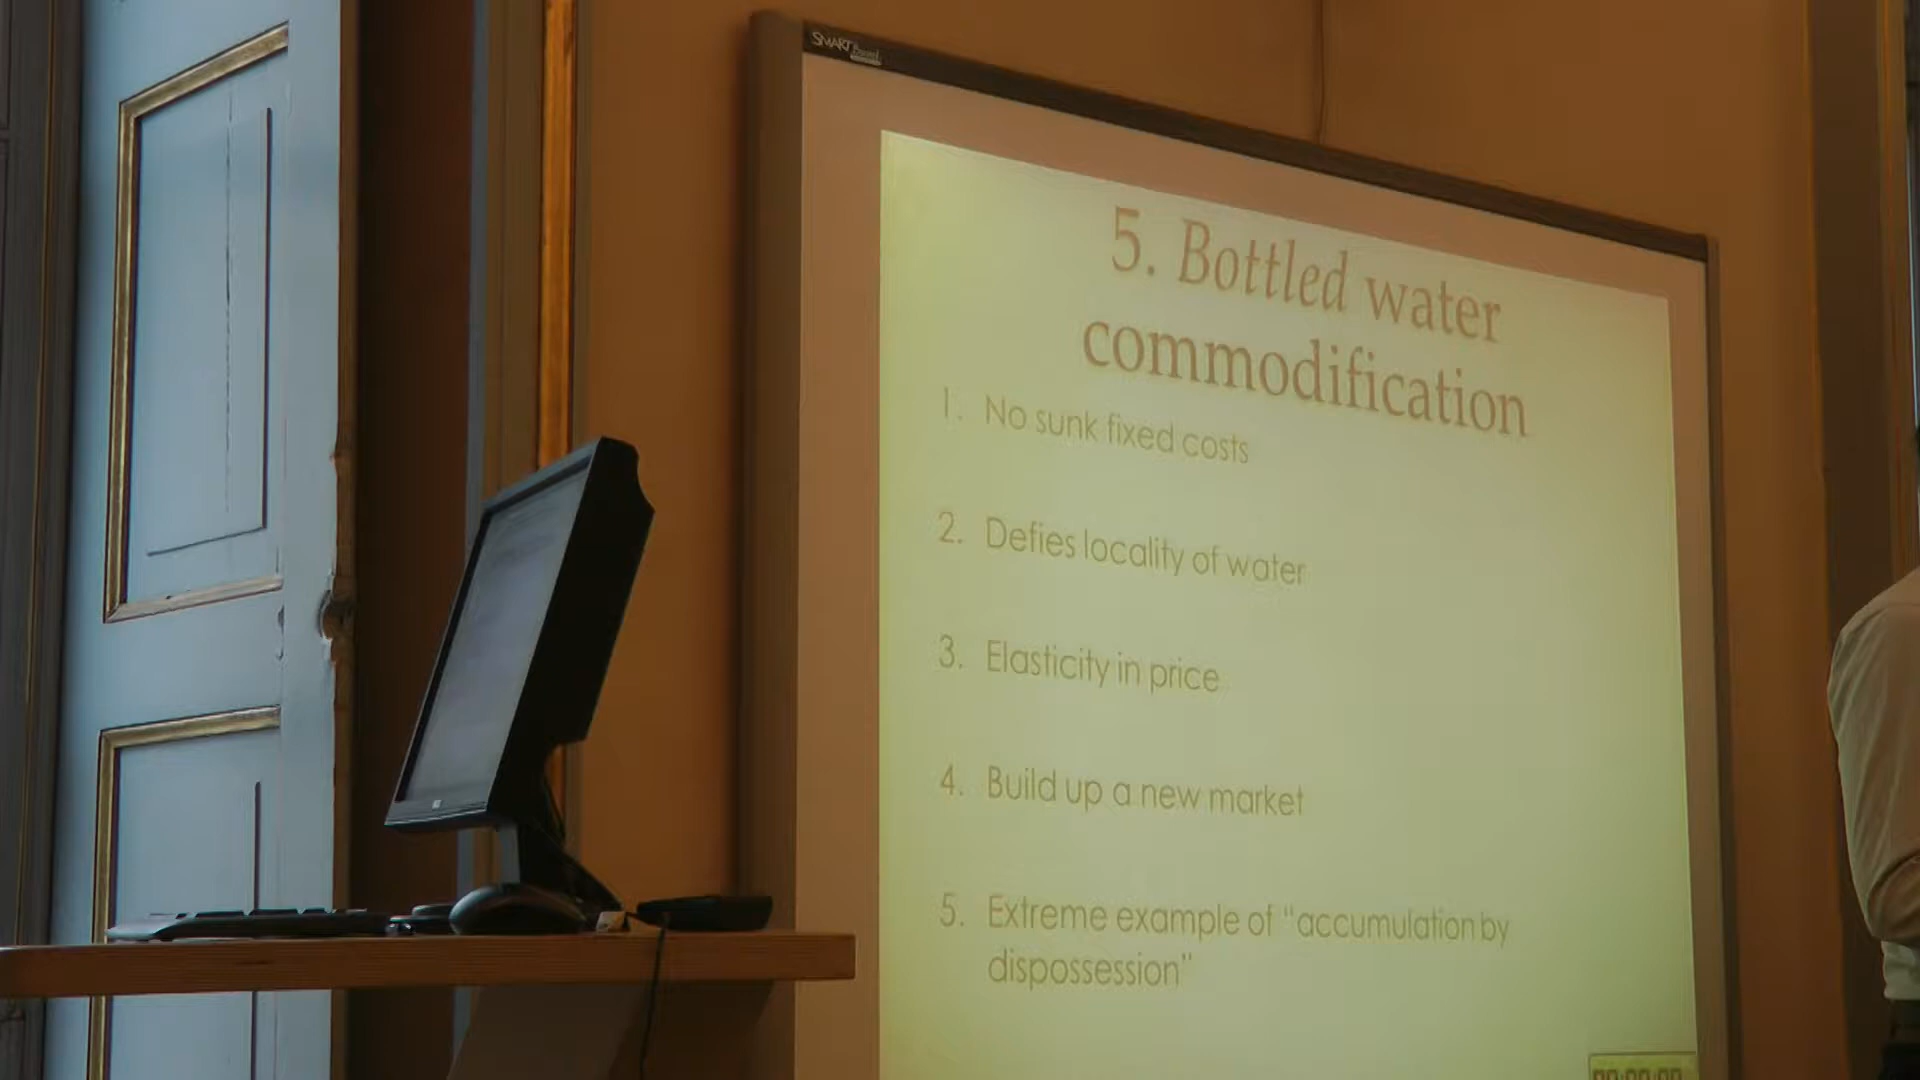 SMART
5. Bottled water
commodification
1. No sunk fixed costs
2. Defies locality of water
3. Elasticity in price
4. Build up a new market
5. Extreme example of "accumulation by
dispossession"